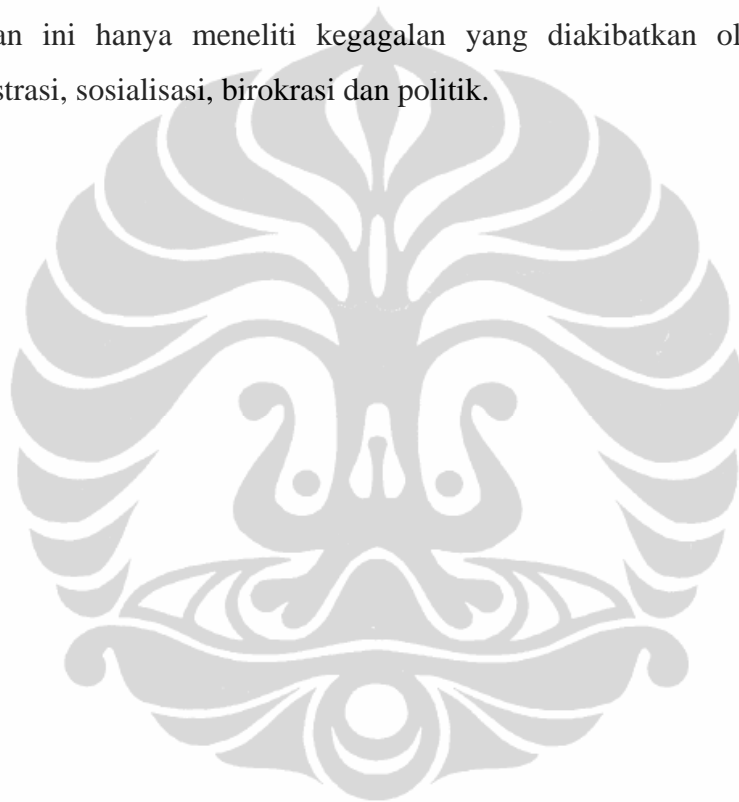 an ini hanya meneliti kegagalan yang diakibatkan ol
strasi, sosialisasi, birokrasi dan politik.